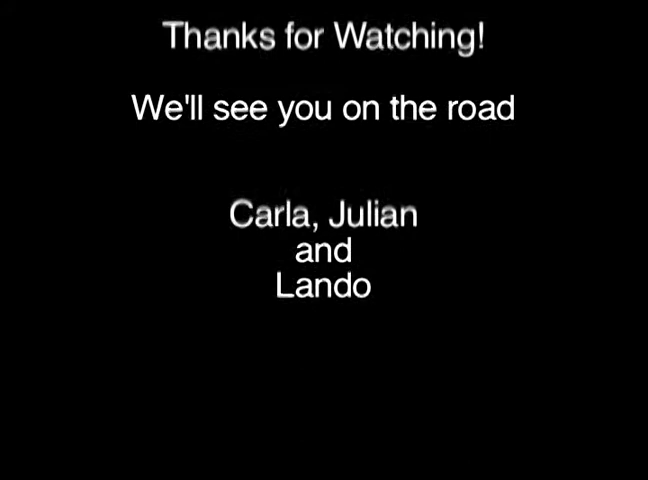 Thanks for Watching!
We'll see you on the road
Carla, Julian
and
Lando